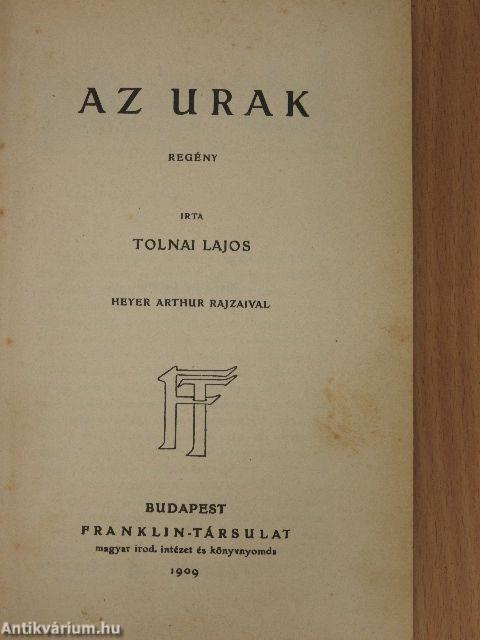 AZ URAK
REGÉNY
IRTA
TOLNAI LAJOS
HEYER ARTHUR RAJZAIVAL
FT
BUDAPEST
FRANKLIN-TÁRSULAT
magyar irod. intézet és könyvnyomda
1909
Antikvárium.hu